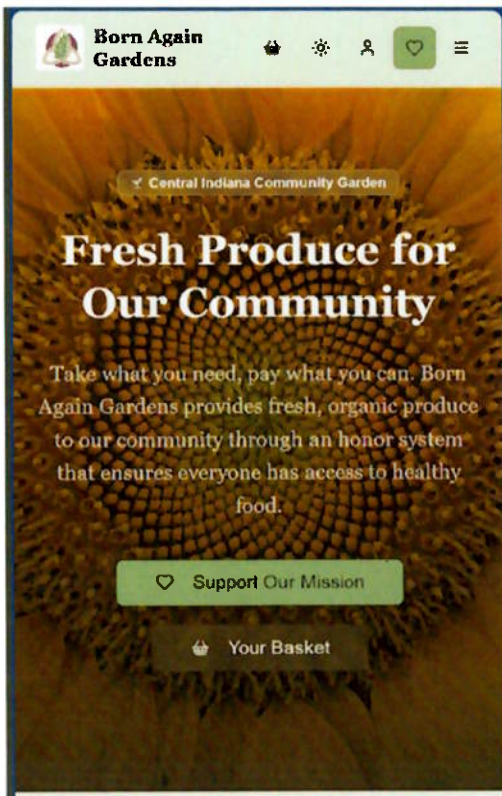 Born Again
Gardens
Central Indiana Community Garden
Fresh Produce for
Our Community
Take what you need, pay what you can. Born
Again Gardens provides fresh, organic produce
to our community through an honor system
that ensures everyone has access to healthy
food.
Support Our Mission
Your Basket